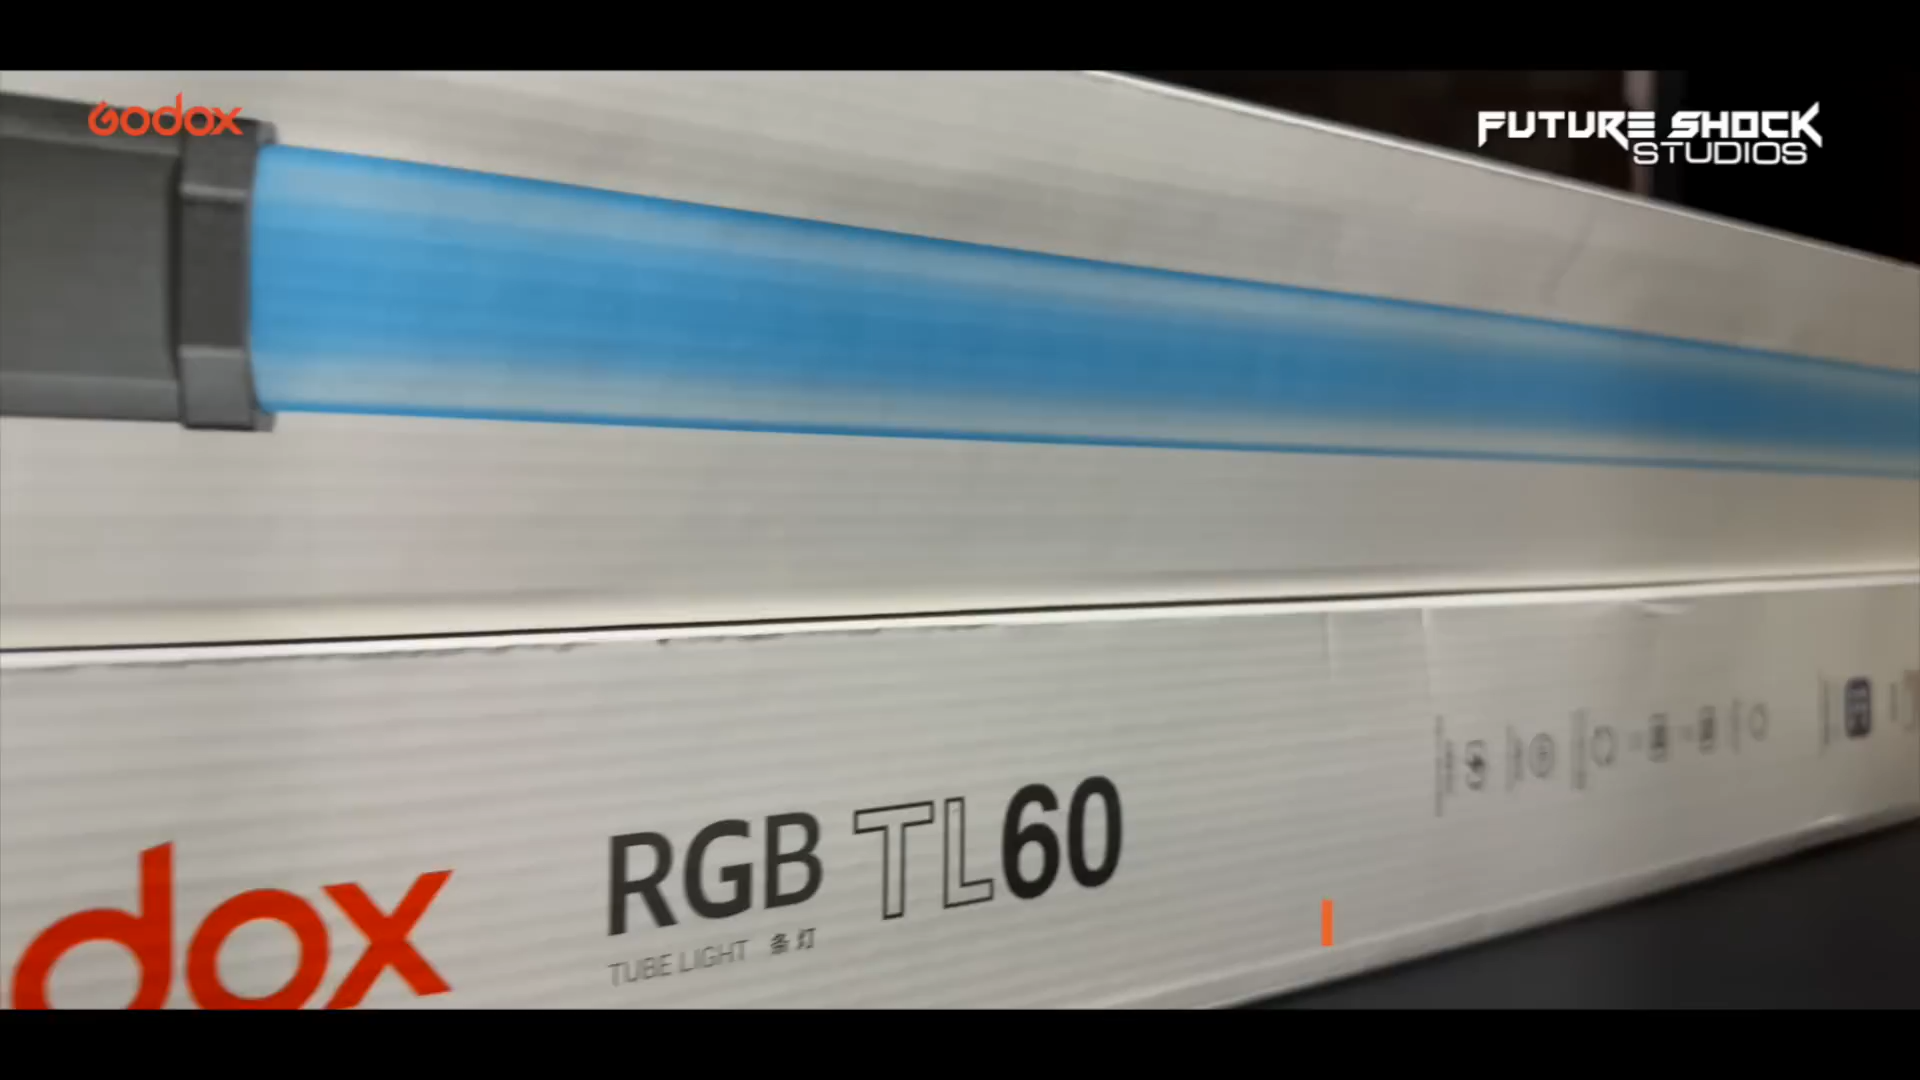 Godox
FUTURE SHOCK
STUDIOS
dox
RGB TL60
TUBE LIGHT 条灯